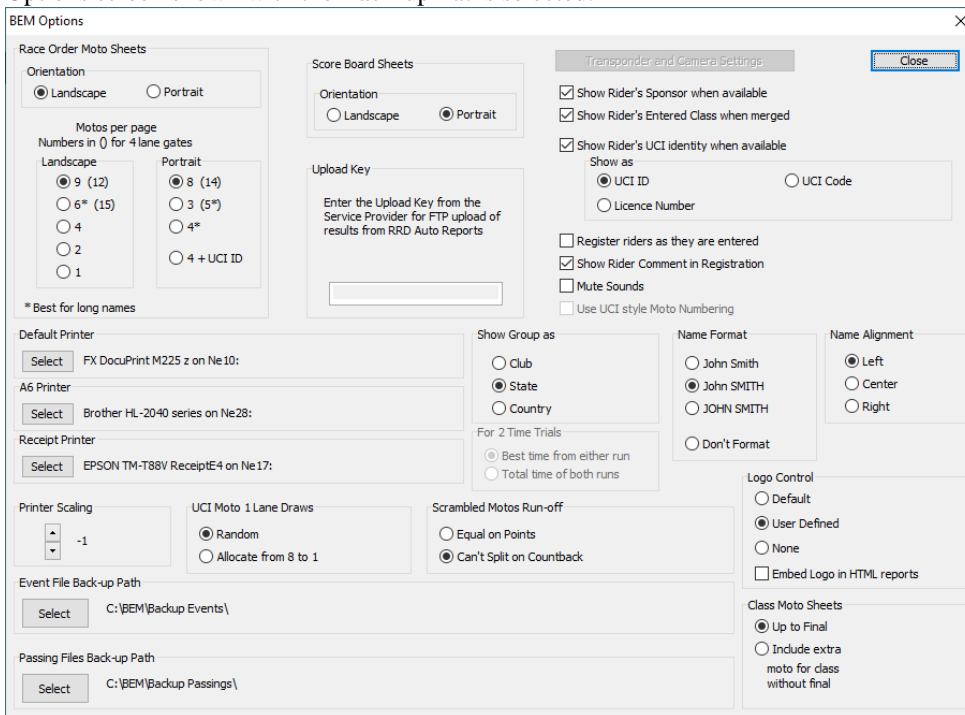 BEM Options
Race Order Moto Sheets
Orientation
Landscape
Portrait
Motos per page
Numbers in () for 4 lane gates
Landscape
9 (12)
6* (15)
4
2
1
Portrait
8 (14)
3 (5*)
4*
4 + UCI ID
* Best for long names
Score Board Sheets
Orientation
Landscape
Portrait
Upload Key
Enter the Upload Key from the
Service Provider for FTP upload of
results from RRD Auto Reports
Transponder and Camera Settings
Close
Show Rider's Sponsor when available
Show Rider's Entered Class when merged
Show Rider's UCI identity when available
Show as
UCI ID
UCI Code
Licence Number
Register riders as they are entered
Show Rider Comment in Registration
Mute Sounds
Use UCI style Moto Numbering
Default Printer
Select
FX DocuPrint M225 z on Ne10:
A6 Printer
Select
Brother HL-2040 series on Ne28:
Receipt Printer
Select
EPSON TM-T88V ReceiptE4 on Ne17:
Show Group as
Club
State
Country
For 2 Time Trials
Best time from either run
Total time of both runs
Name Format
John Smith
John SMITH
JOHN SMITH
Don't Format
Name Alignment
Left
Center
Right
Printer Scaling
-1
UCI Moto 1 Lane Draws
Random
Allocate from 8 to 1
Scrambled Motos Run-off
Equal on Points
Can't Split on Countback
Logo Control
Default
User Defined
None
Embed Logo in HTML reports
Event File Back-up Path
Select
C:\BEM\Backup Events\
Passing Files Back-up Path
Select
C:\BEM\Backup Passings\
Class Moto Sheets
Up to Final
Include extra
moto for class
without final